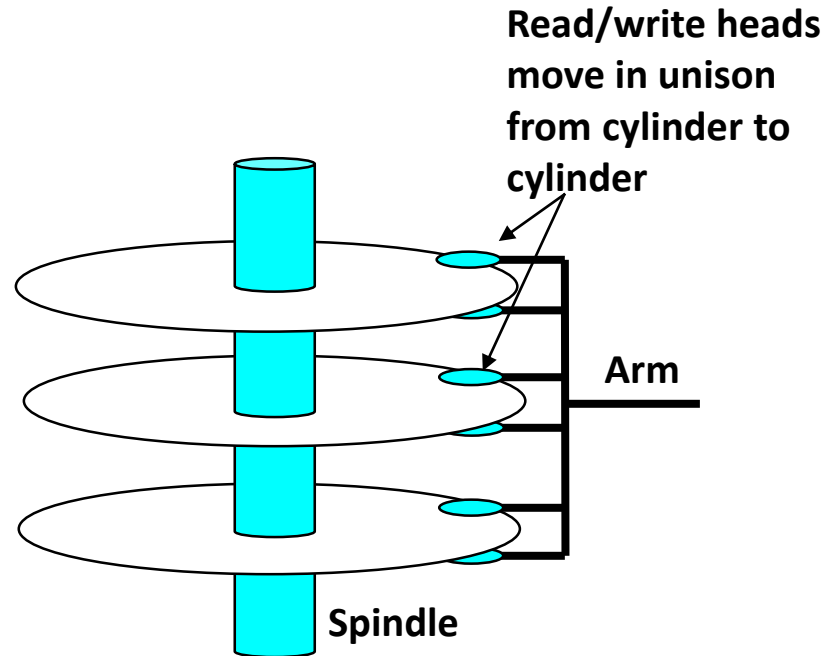 Read/write heads
move in unison
from cylinder to
cylinder
Arm
Spindle